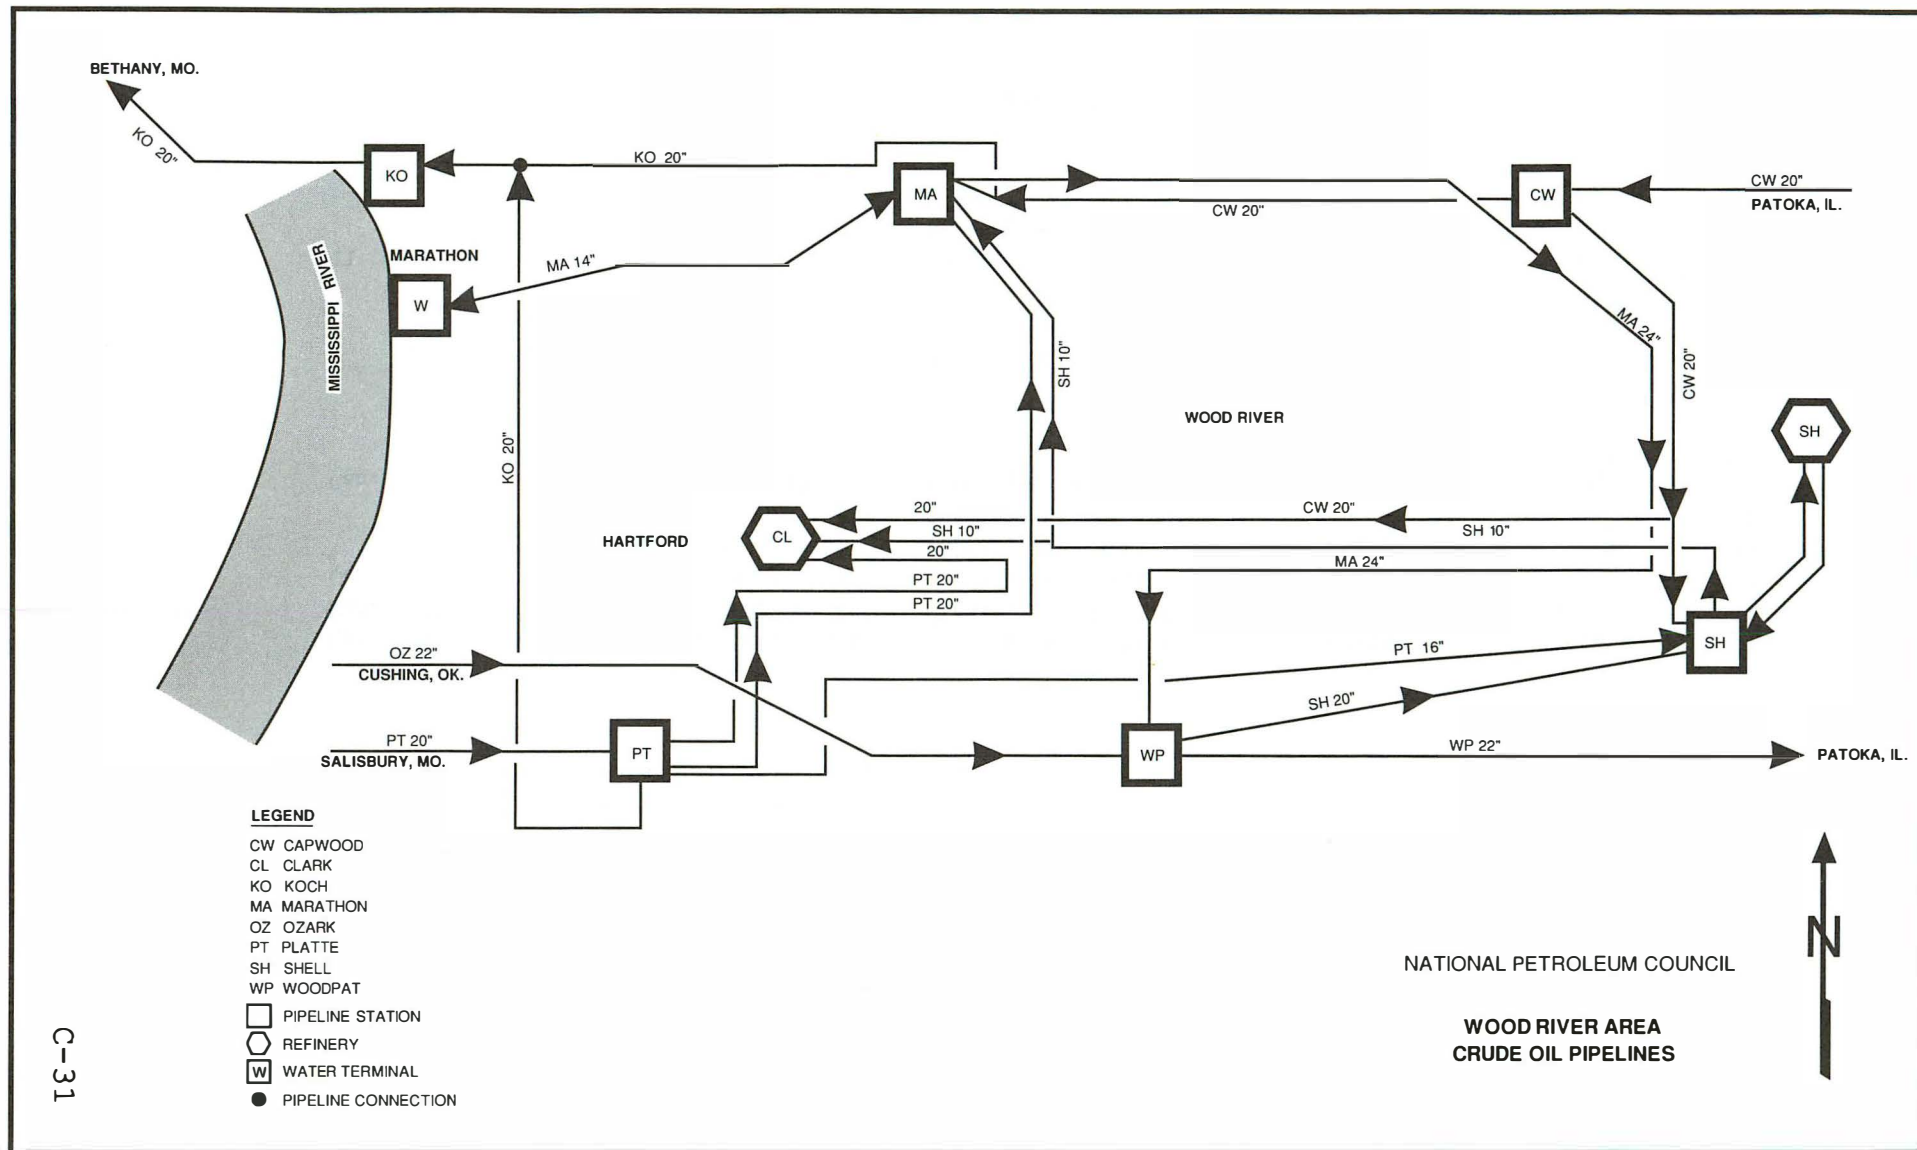 BETHANY, MO.
KO 20"
KO
KO 20"
MA
CW 20"
CW
CW 20"
PATOKA, IL.
MISSISSIPPI RIVER
MARATHON
W
MA 14"
MA 24"
CW 20"
SH 10"
KO 20"
WOOD RIVER
SH
HARTFORD
CL
20"
CW 20"
SH 10"
SH 10"
20"
MA 24"
PT 20"
PT 20"
OZ 22"
CUSHING, OK.
PT 16"
SH
SH 20"
PT 20"
SALISBURY, MO.
PT
WP
WP 22"
PATOKA, IL.
LEGEND
CW CAPWOOD
CL CLARK
KO KOCH
MA MARATHON
OZ OZARK
PT PLATTE
SH SHELL
WP WOODPAT
PIPELINE STATION
REFINERY
W WATER TERMINAL
PIPELINE CONNECTION
N
NATIONAL PETROLEUM COUNCIL
WOOD RIVER AREA
CRUDE OIL PIPELINES
C-31